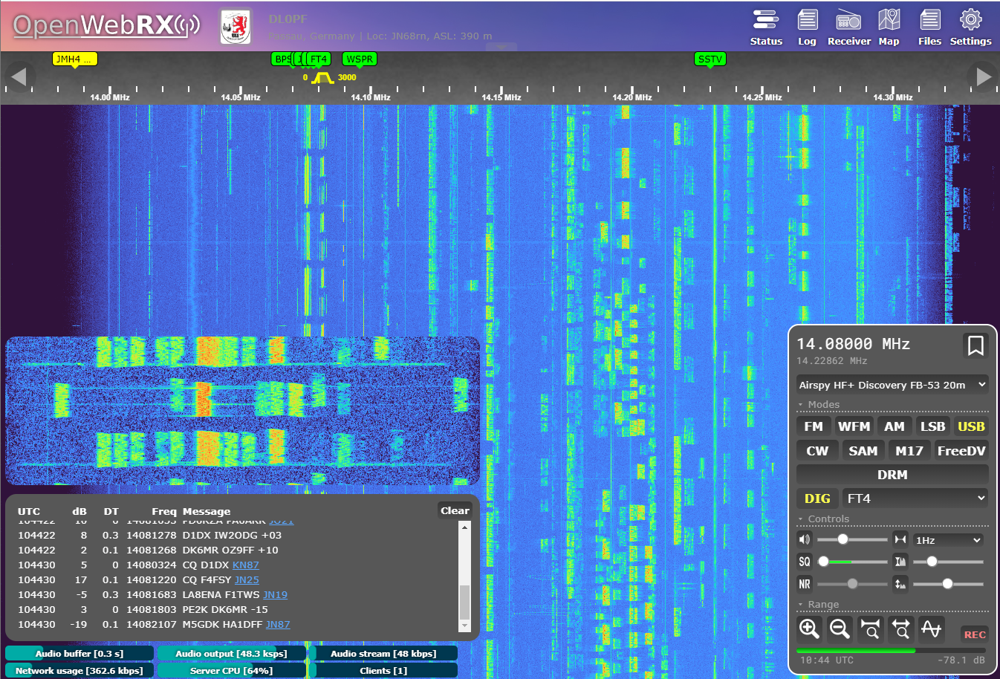 OpenWebRX
DL0PF
Passau, Germany | Loc: JN68rn, ASL: 390 m
Status
Log
Receiver
Map
Files
Settings
JMH4 ...
BPS
J
FT4
WSPR
SSTV
0
3000
14.00 MHz
14.05 MHz
14.10 MHz
14.15 MHz
14.20 MHz
14.25 MHz
14.30 MHz
14.08000 MHz
14.22862 MHz
Airspy HF+ Discovery FB-53 20m
Modes
FM WFM AM LSB USB
CW SAM M17 FreeDV
DRM
DIG FT4
Controls
1Hz
SQ
NR
Range
REC
10:44 UTC -78.1 dB
UTC dB DT Freq Message
Clear
104422 10 0 14081653 PD0RZA PA0ARR JO21
104422 8 0.3 14081278 D1DX IW2ODG +03
104422 2 0.1 14081268 DK6MR OZ9FF +10
104430 5 0 14080324 CQ D1DX KN87
104430 17 0.1 14081220 CQ F4FSY JN25
104430 -5 0.3 14081683 LA8ENA F1TWS JN19
104430 3 0 14081803 PE2K DK6MR -15
104430 -19 0.1 14082107 M5GDK HA1DFF JN87
Audio buffer [0.3 s]
Audio output [48.3 ksps]
Audio stream [48 kbps]
Network usage [362.6 kbps]
Server CPU [64%]
Clients [1]